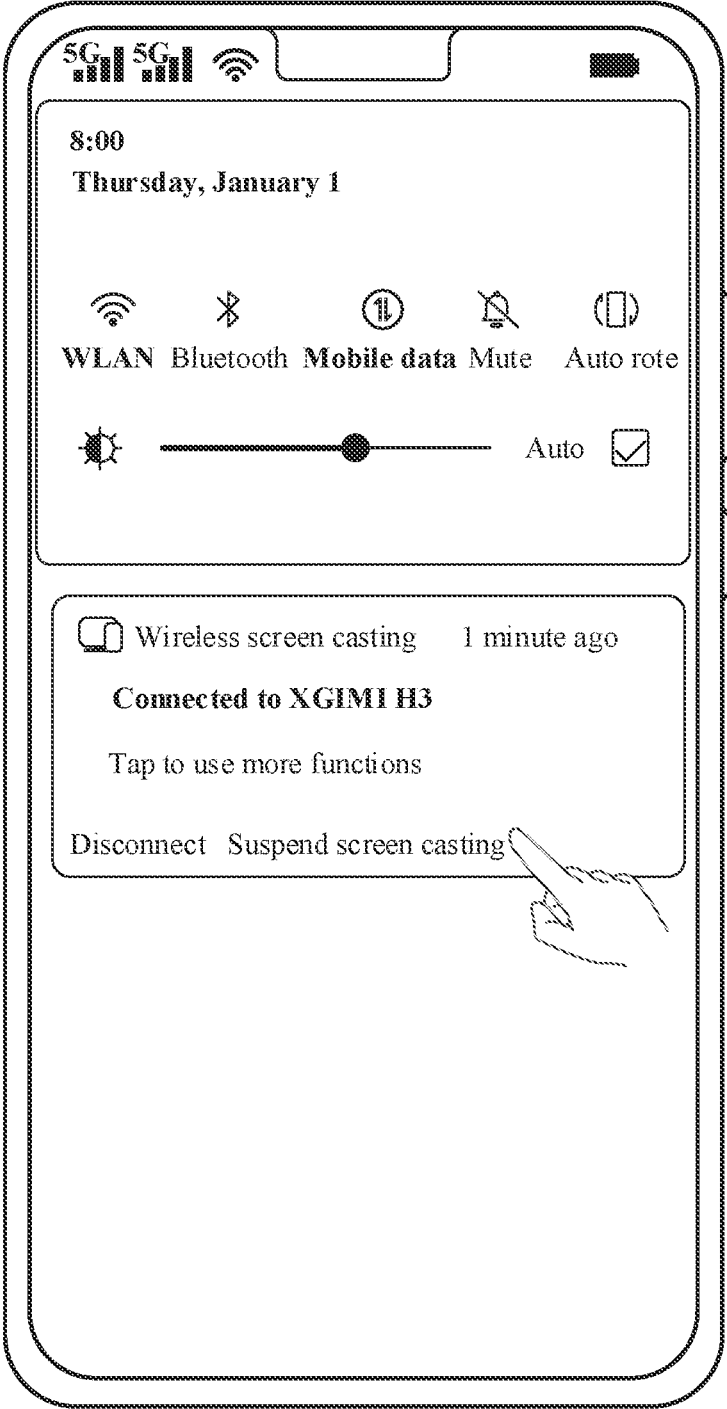 5G 5G
8:00
Thursday, January 1
WLAN Bluetooth Mobile data Mute Auto rote
Auto
Wireless screen casting 1 minute ago
Connected to XGIMI H3
Tap to use more functions
Disconnect Suspend screen casting